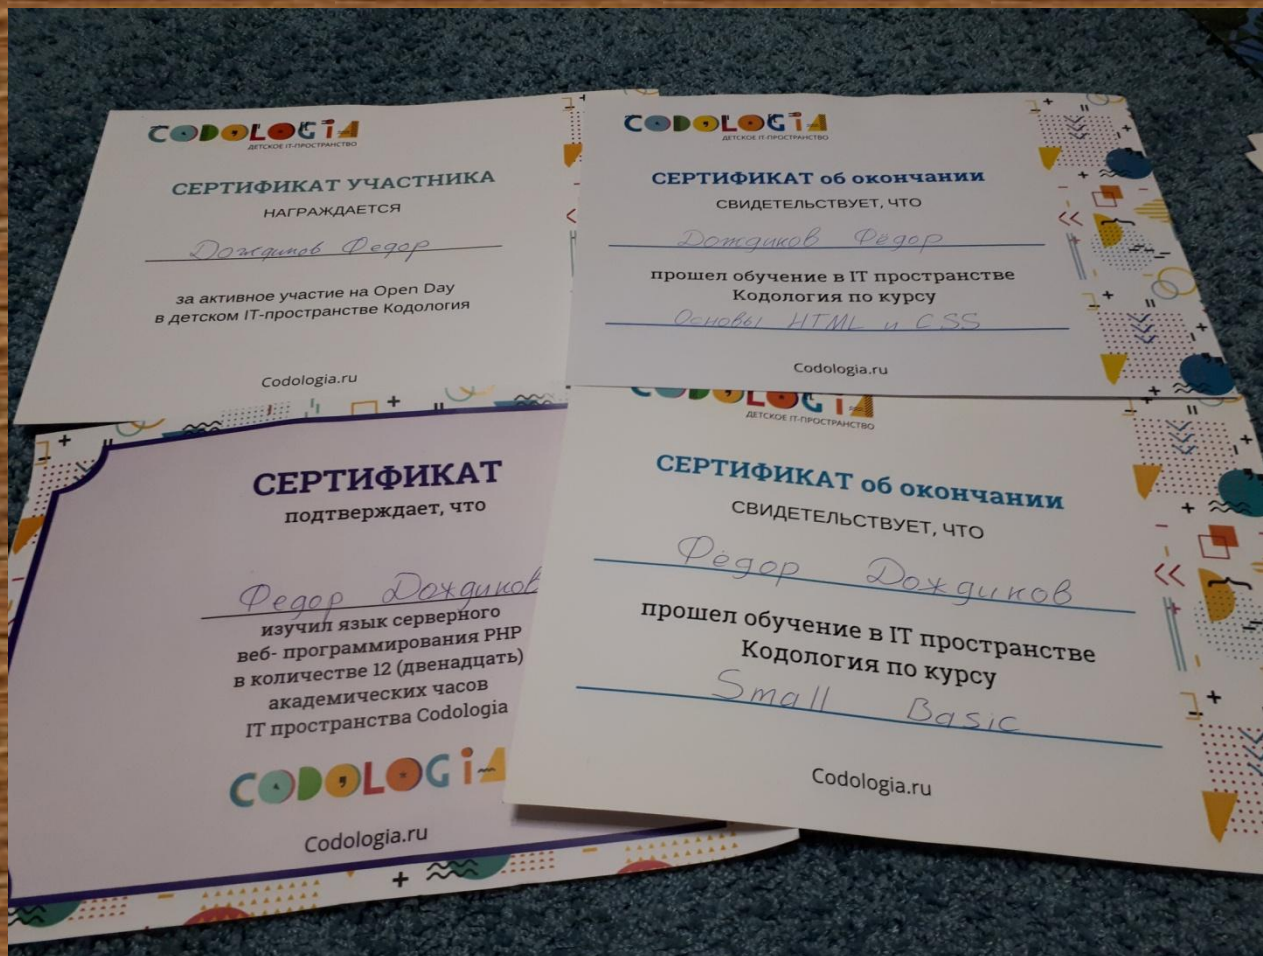 CODOLOGiA
ДЕТСКОЕ IT-ПРОСТРАНСТВО
СЕРТИФИКАТ УЧАСТНИКА
НАГРАЖДАЕТСЯ
Дождиков Федор
за активное участие на Open Day
в детском IT-пространстве Кодология
Codologia.ru
CODOLOGiA
ДЕТСКОЕ IT-ПРОСТРАНСТВО
СЕРТИФИКАТ об окончании
СВИДЕТЕЛЬСТВУЕТ, ЧТО
Дождиков Фёдор
прошел обучение в IT пространстве
Кодология по курсу
Основы HTML и CSS
Codologia.ru
СЕРТИФИКАТ
подтверждает, что
Федор Дождиков
изучил язык серверного
веб- программирования PHP
в количестве 12 (двенадцать)
академических часов
IT пространства Codologia
CODOLOGiA
Codologia.ru
CODOLOGiA
ДЕТСКОЕ IT-ПРОСТРАНСТВО
СЕРТИФИКАТ об окончании
СВИДЕТЕЛЬСТВУЕТ, ЧТО
Фёдор Дождиков
прошел обучение в IT пространстве
Кодология по курсу
Small Basic
Codologia.ru